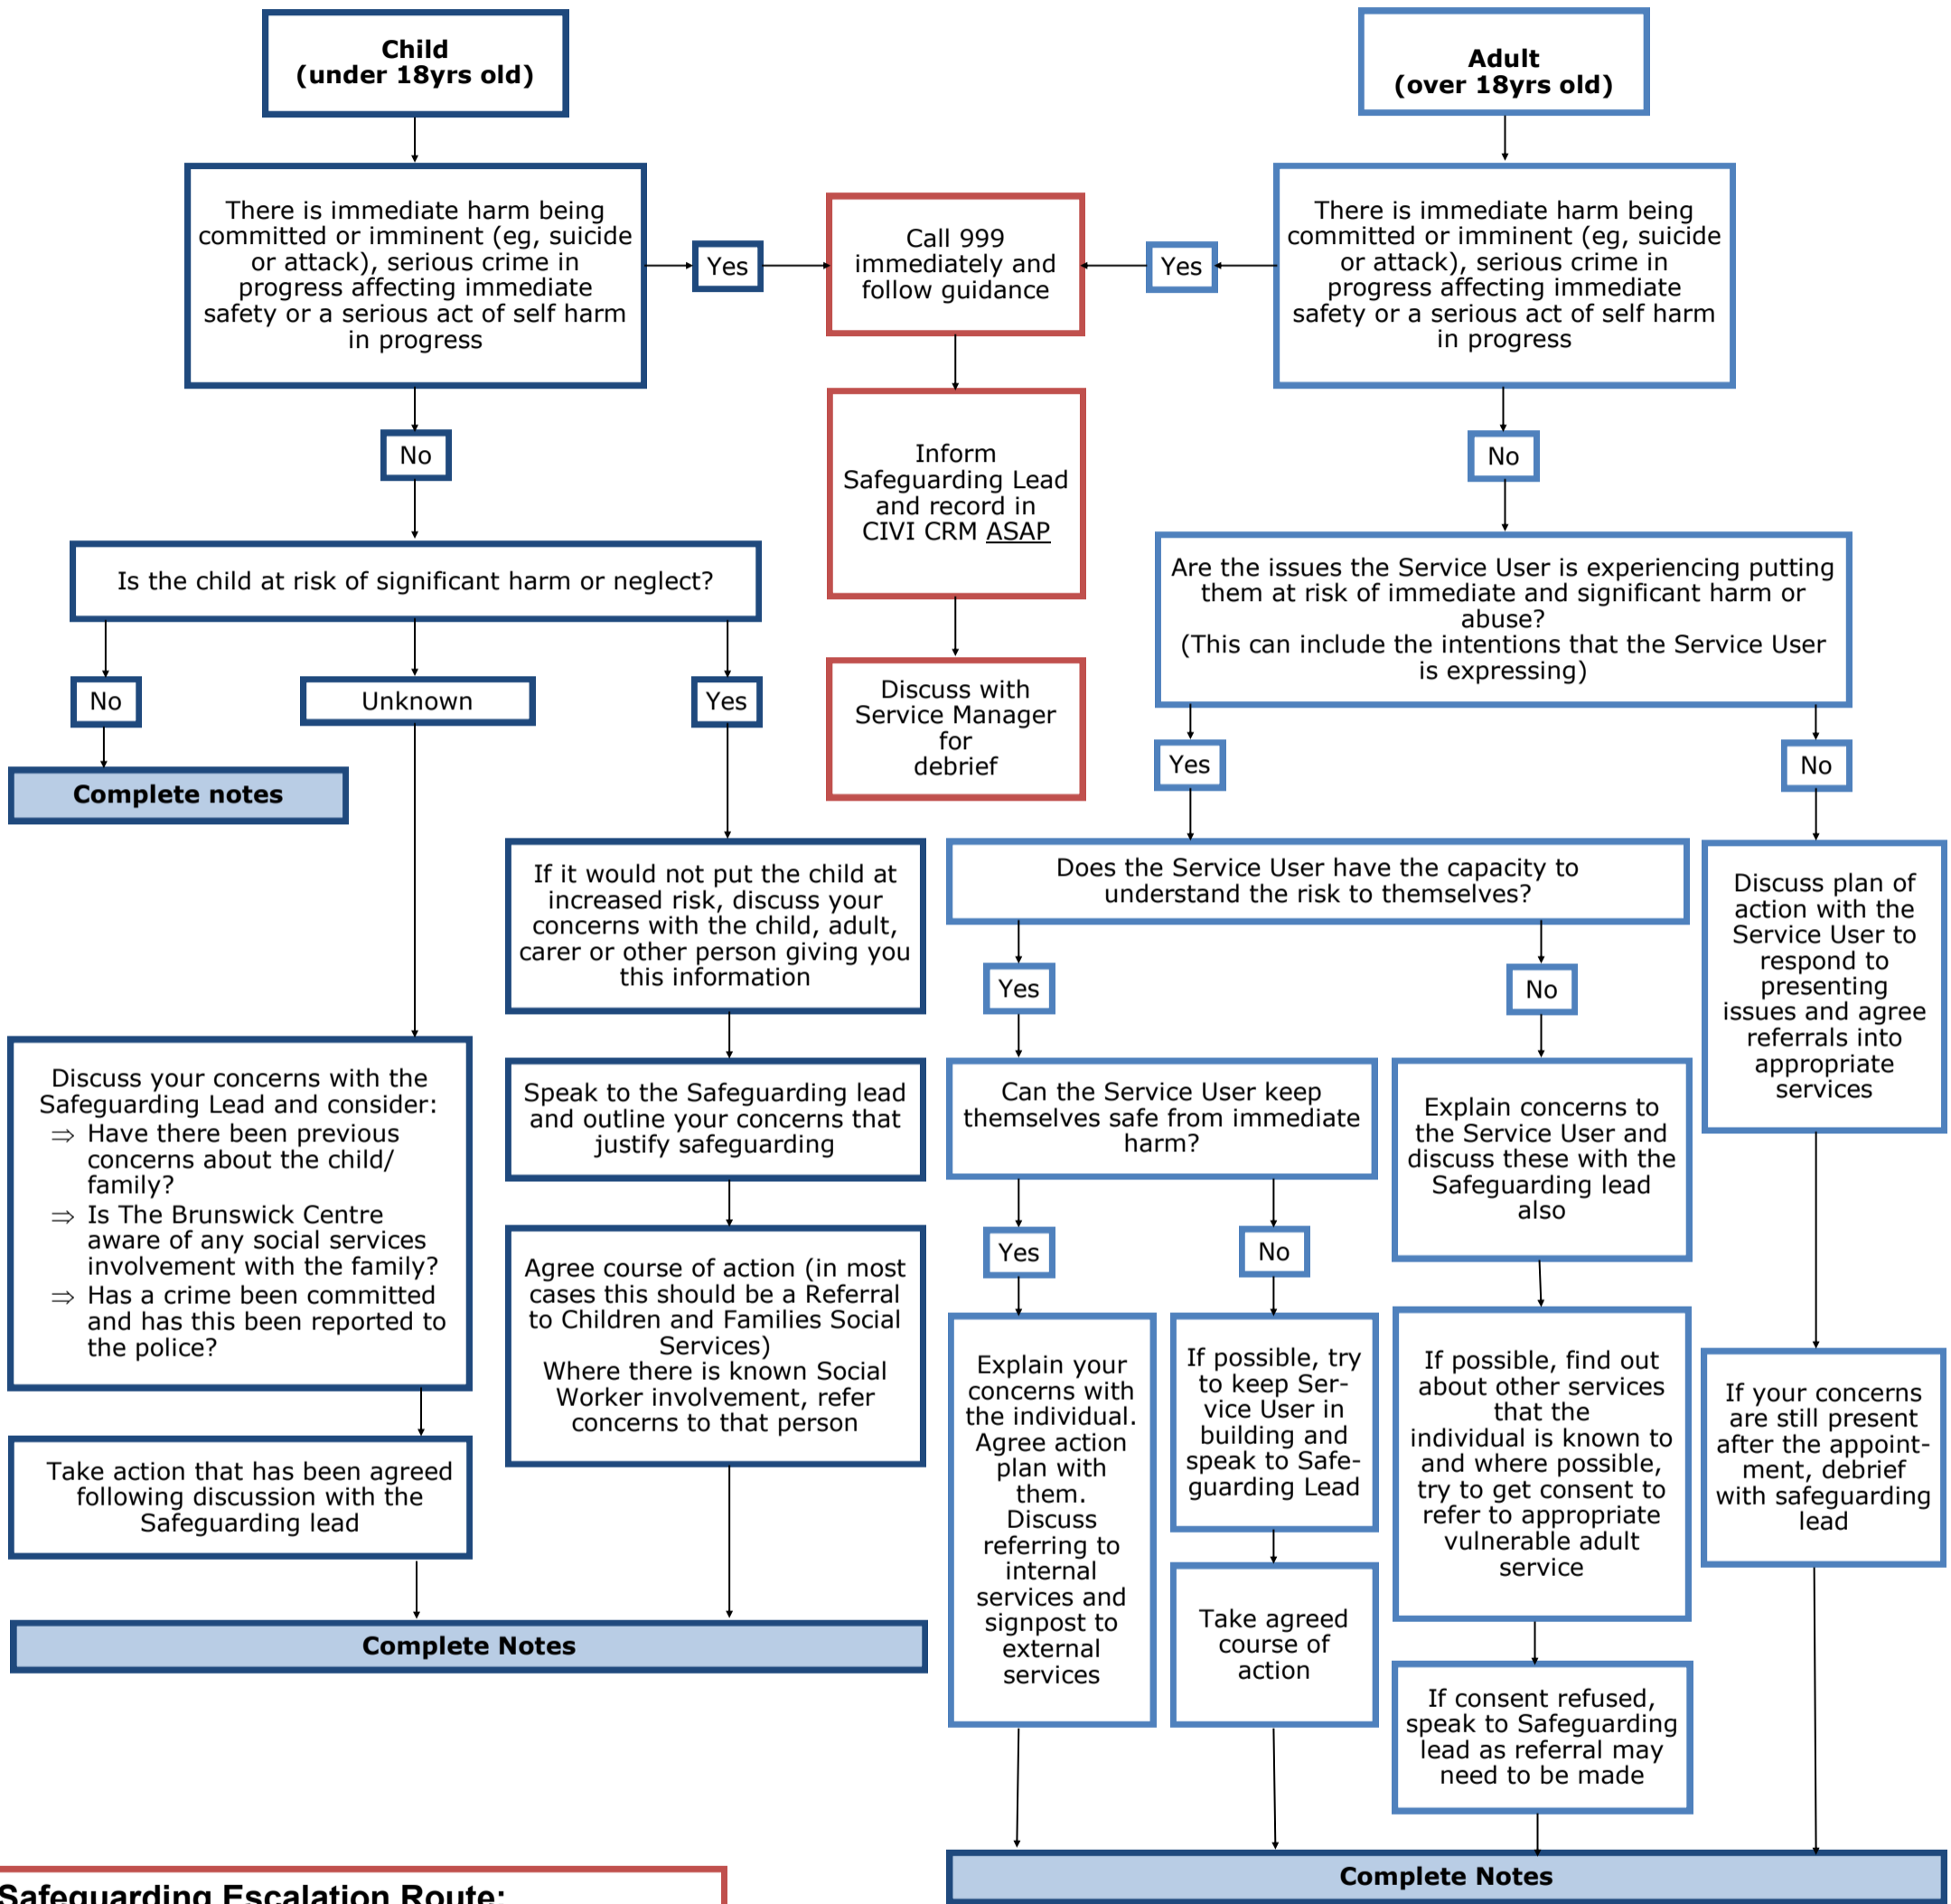 Child
(under 18yrs old)
Adult
(over 18yrs old)
There is immediate harm being
committed or imminent (eg, suicide
or attack), serious crime in
progress affecting immediate
safety or a serious act of self harm
in progress
Yes
Call 999
immediately and
follow guidance
Yes
There is immediate harm being
committed or imminent (eg, suicide
or attack), serious crime in
progress affecting immediate
safety or a serious act of self harm
in progress
No
Inform
Safeguarding Lead
and record in
CIVI CRM ASAP
No
Is the child at risk of significant harm or neglect?
Are the issues the Service User is experiencing putting
them at risk of immediate and significant harm or
abuse?
(This can include the intentions that the Service User
is expressing)
No
Unknown
Yes
Discuss with
Service Manager
for
debrief
Yes
No
Complete notes
If it would not put the child at
increased risk, discuss your
concerns with the child, adult,
carer or other person giving you
this information
Does the Service User have the capacity to
understand the risk to themselves?
Discuss plan of
action with the
Service User to
respond to
presenting
issues and agree
referrals into
appropriate
services
Yes
No
Discuss your concerns with the
Safeguarding Lead and consider:
⇒ Have there been previous
concerns about the child/
family?
⇒ Is The Brunswick Centre
aware of any social services
involvement with the family?
⇒ Has a crime been committed
and has this been reported to
the police?
Speak to the Safeguarding lead
and outline your concerns that
justify safeguarding
Can the Service User keep
themselves safe from immediate
harm?
Explain concerns to
the Service User and
discuss these with the
Safeguarding lead
also
Agree course of action (in most
cases this should be a Referral
to Children and Families Social
Services)
Where there is known Social
Worker involvement, refer
concerns to that person
Yes
No
Explain your
concerns with
the individual.
Agree action
plan with
them.
Discuss
referring to
internal
services and
signpost to
external
services
If possible, try
to keep Ser-
vice User in
building and
speak to Safe-
guarding Lead
If possible, find out
about other services
that the
individual is known to
and where possible,
try to get consent to
refer to appropriate
vulnerable adult
service
If your concerns
are still present
after the appoint-
ment, debrief
with safeguarding
lead
Take action that has been agreed
following discussion with the
Safeguarding lead
Take agreed
course of
action
Complete Notes
If consent refused,
speak to Safeguarding
lead as referral may
need to be made
Complete Notes
Safeguarding Escalation Route: